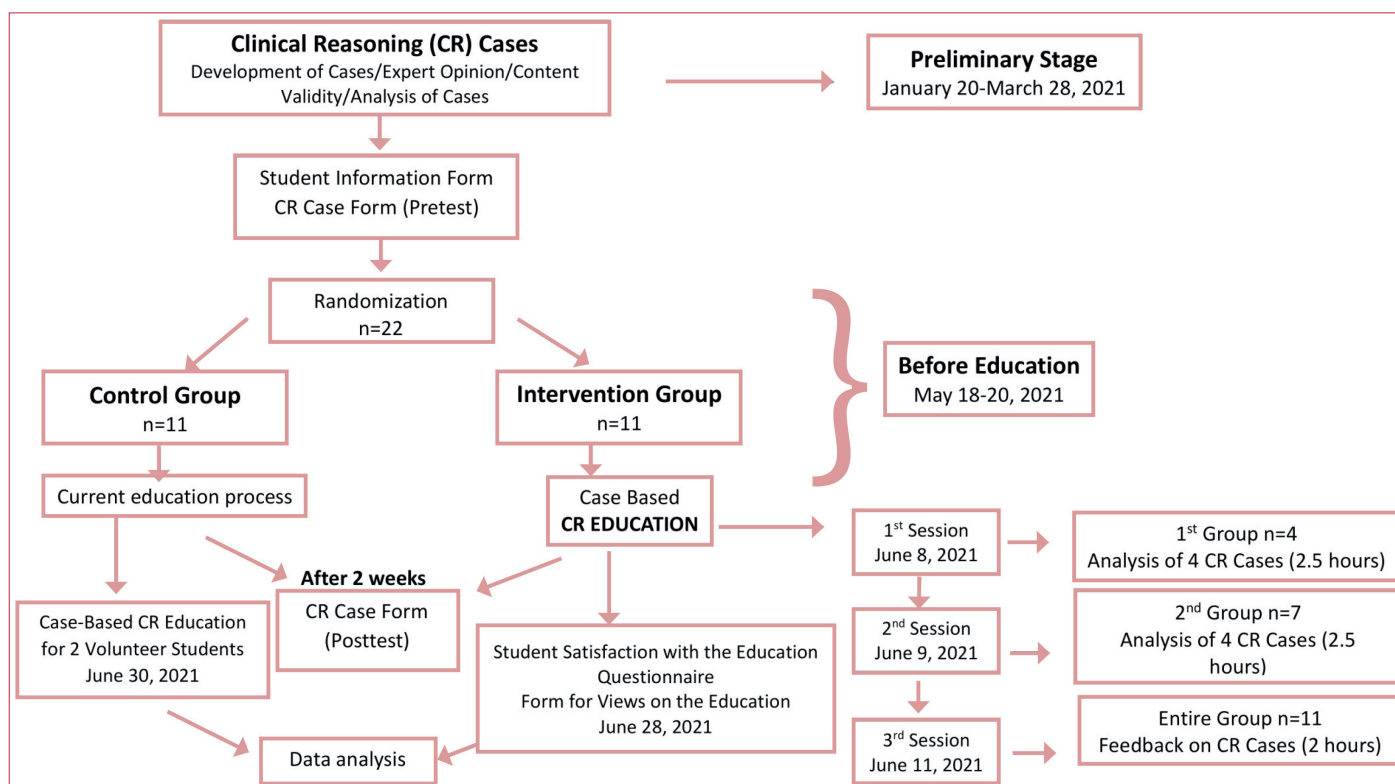 Clinical Reasoning (CR) Cases
Development of Cases/Expert Opinion/Content
Validity/Analysis of Cases
Preliminary Stage
January 20-March 28, 2021
Student Information Form
CR Case Form (Pretest)
Randomization
n=22
Control Group
n=11
Intervention Group
n=11
Before Education
May 18-20, 2021
Current education process
Case Based
CR EDUCATION
1st Session
June 8, 2021
1st Group n=4
Analysis of 4 CR Cases (2.5 hours)
After 2 weeks
CR Case Form
(Posttest)
Case-Based CR Education
for 2 Volunteer Students
June 30, 2021
Student Satisfaction with the Education
Questionnaire
Form for Views on the Education
June 28, 2021
2nd Session
June 9, 2021
2nd Group n=7
Analysis of 4 CR Cases (2.5
hours)
3rd Session
June 11, 2021
Entire Group n=11
Feedback on CR Cases (2 hours)
Data analysis